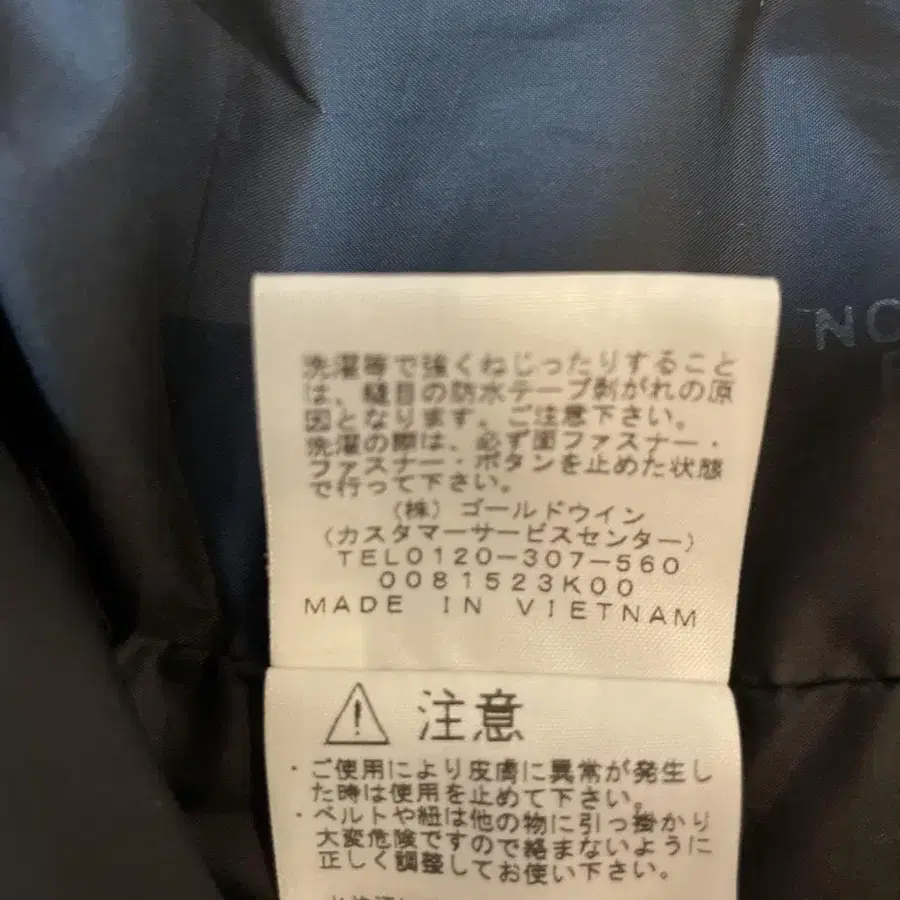 洗濯等で強くねじったりすること
は、縫目の防水テープ剥がれの原
因となります。ご注意下さい。
洗濯の際は、必ず面ファスナー・
ファスナー・ボタンを止めた状態
で行って下さい。
(株)ゴールドウイン
(カスタマーサービスセンター)
TEL0120-307-560
0081523K00
MADE IN VIETNAM
注意
・ご使用により皮膚に異常が発生し
た時は使用を止めて下さい。
・ベルトや紐は他の物に引っ掛かり
大変危険ですので絡まないように
正しく調整してお使い下さい。